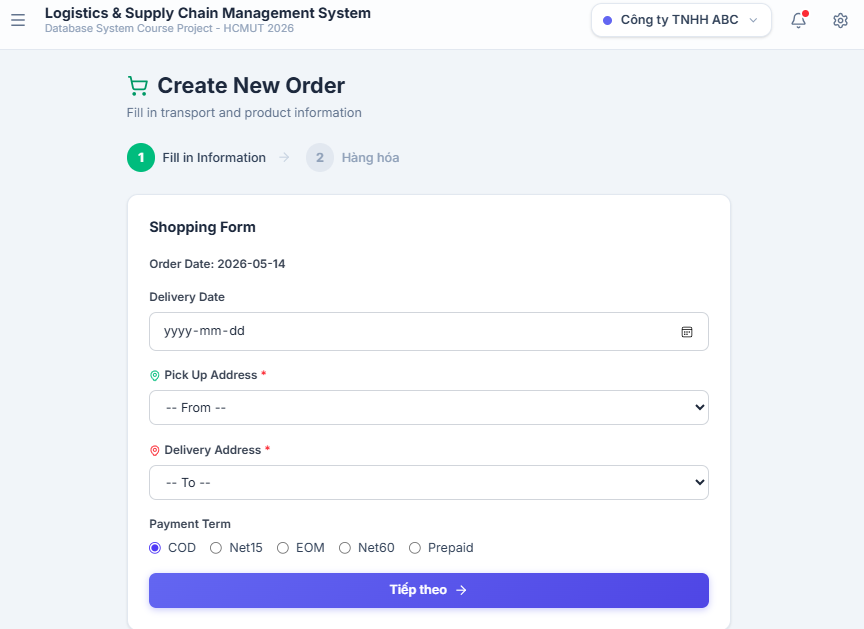 Logistics & Supply Chain Management System
Database System Course Project - HCMUT 2026
Công ty TNHH ABC
Create New Order
Fill in transport and product information
1 Fill in Information → 2 Hàng hóa
Shopping Form
Order Date: 2026-05-14
Delivery Date
yyyy-mm-dd
Pick Up Address *
-- From --
Delivery Address *
-- To --
Payment Term
COD Net15 EOM Net60 Prepaid
Tiếp theo →